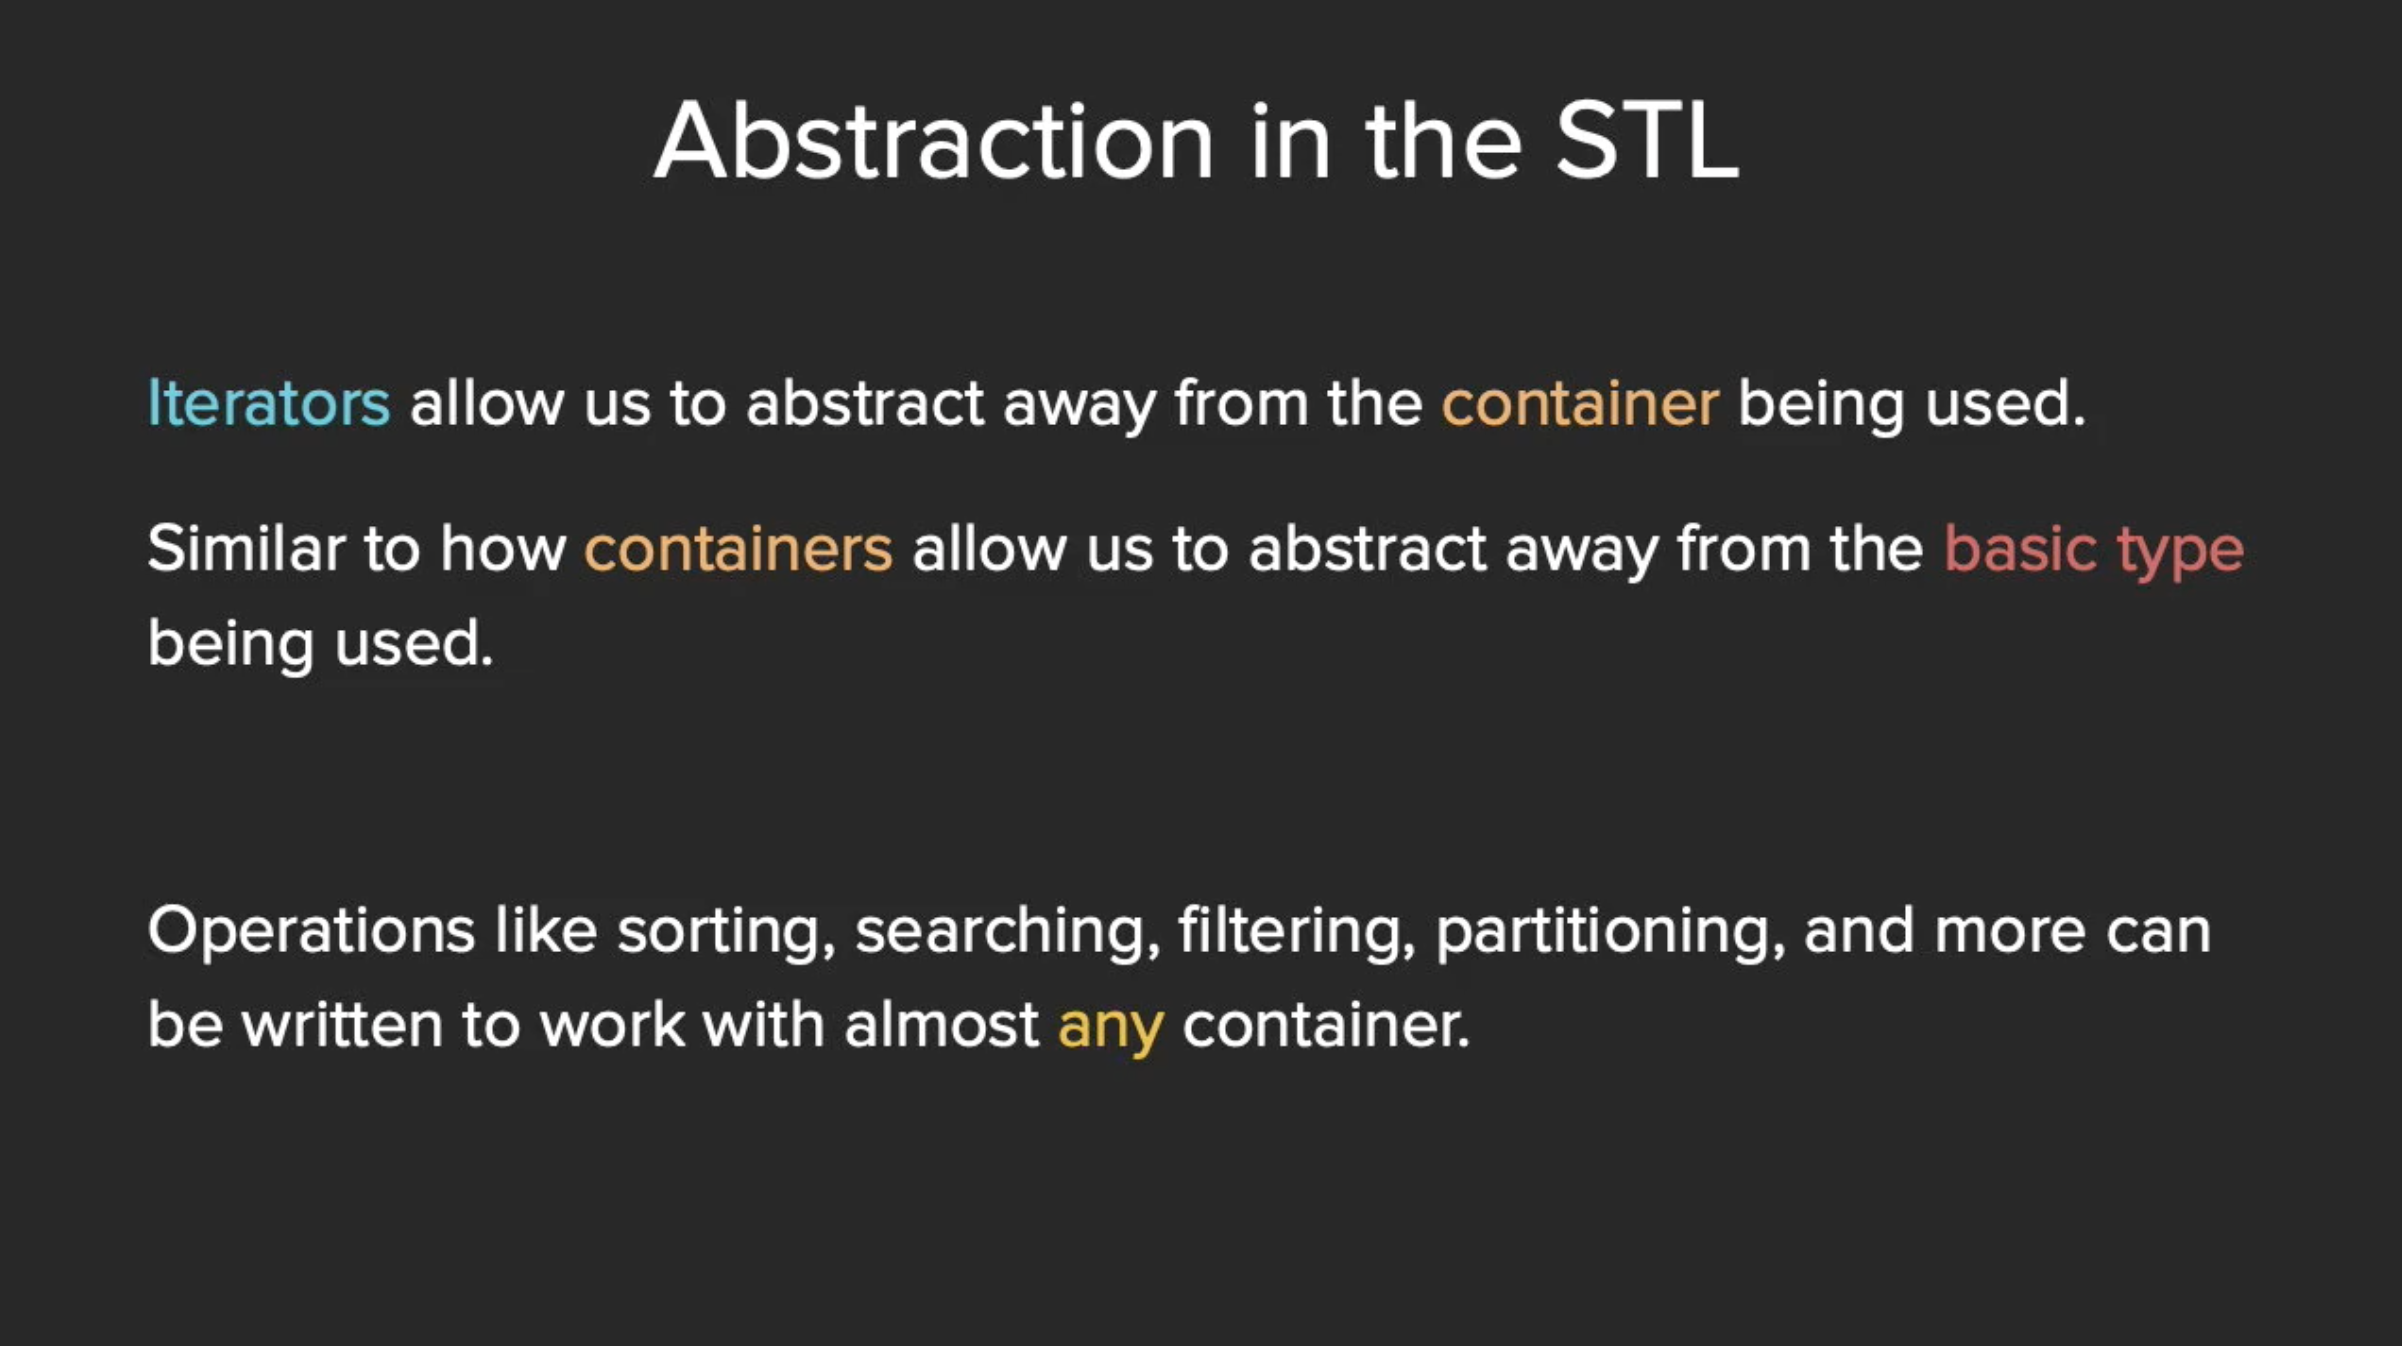 Abstraction in the STL
Iterators allow us to abstract away from the container being used.
Similar to how containers allow us to abstract away from the basic type
being used.
Operations like sorting, searching, filtering, partitioning, and more can
be written to work with almost any container.